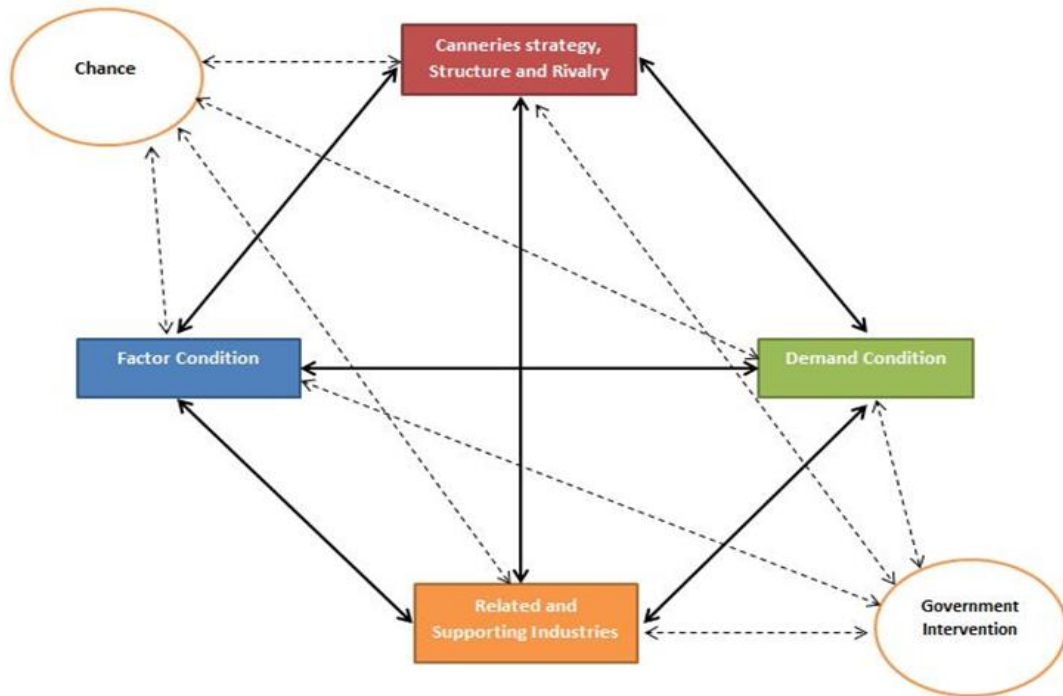 Chance
Canneries strategy,
Structure and Rivalry
Factor Condition
Demand Condition
Related and
Supporting Industries
Government
Intervention